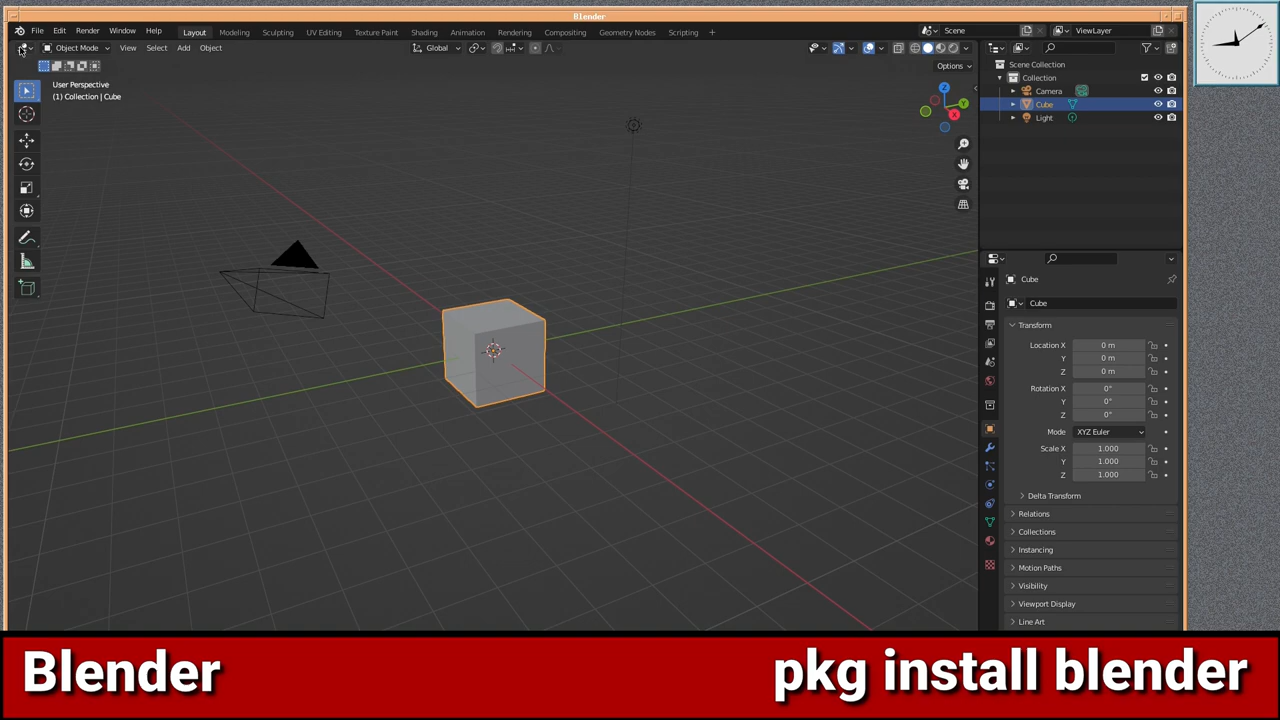 Blender
File Edit Render Window Help Layout Modeling Sculpting UV Editing Texture Paint Shading Animation Rendering Compositing Geometry Nodes Scripting + Scene ViewLayer
Object Mode View Select Add Object Global
Options
User Perspective
(1) Collection | Cube
Z
Y
X
Scene Collection
Collection
Camera
Cube
Light
Cube
Cube
Transform
Location X 0 m
Y 0 m
Z 0 m
Rotation X 0°
Y 0°
Z 0°
Mode XYZ Euler
Scale X 1.000
Y 1.000
Z 1.000
Delta Transform
Relations
Collections
Instancing
Motion Paths
Visibility
Viewport Display
Line Art
Blender pkg install blender